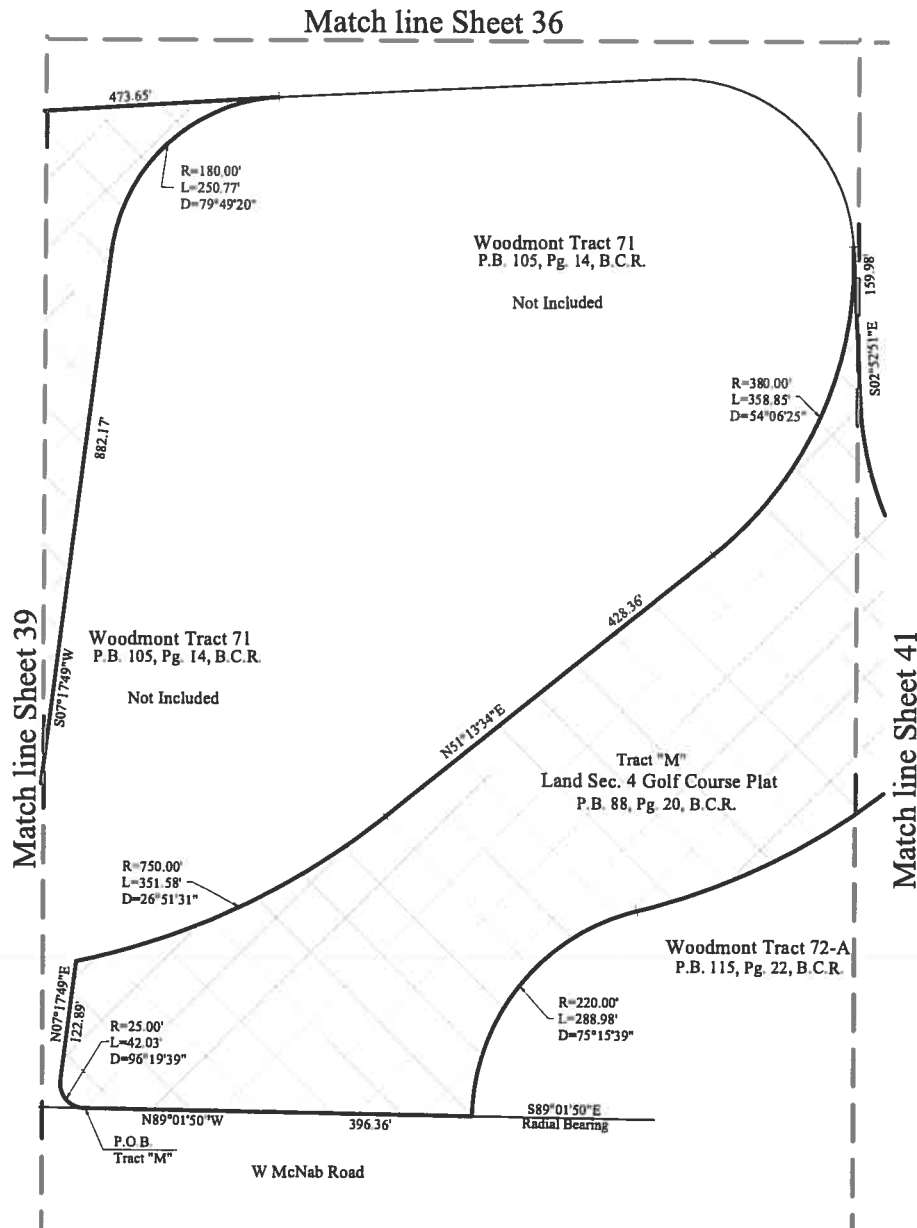 Match line Sheet 36
473.65'
R=180.00'
L=250.77'
D=79°49'20"
Woodmont Tract 71
P.B. 105, Pg. 14, B.C.R.
Not Included
159.98'
S02°52'51"E
R=380.00'
L=358.85'
D=54°06'25"
882.17'
S07°17'49"W
428.36'
N51°13'34"E
Match line Sheet 39
Woodmont Tract 71
P.B. 105, Pg. 14, B.C.R.
Not Included
Match line Sheet 41
Tract "M"
Land Sec. 4 Golf Course Plat
P.B. 88, Pg. 20, B.C.R.
R=750.00'
L=351.58'
D=26°51'31"
Woodmont Tract 72-A
P.B. 115, Pg. 22, B.C.R.
N07°17'49"E
122.89'
R=25.00'
L=42.03'
D=96°19'39"
R=220.00'
L=288.98'
D=75°15'39"
N89°01'50"W
396.36'
S89°01'50"E
Radial Bearing
P.O.B.
Tract "M"
W McNab Road